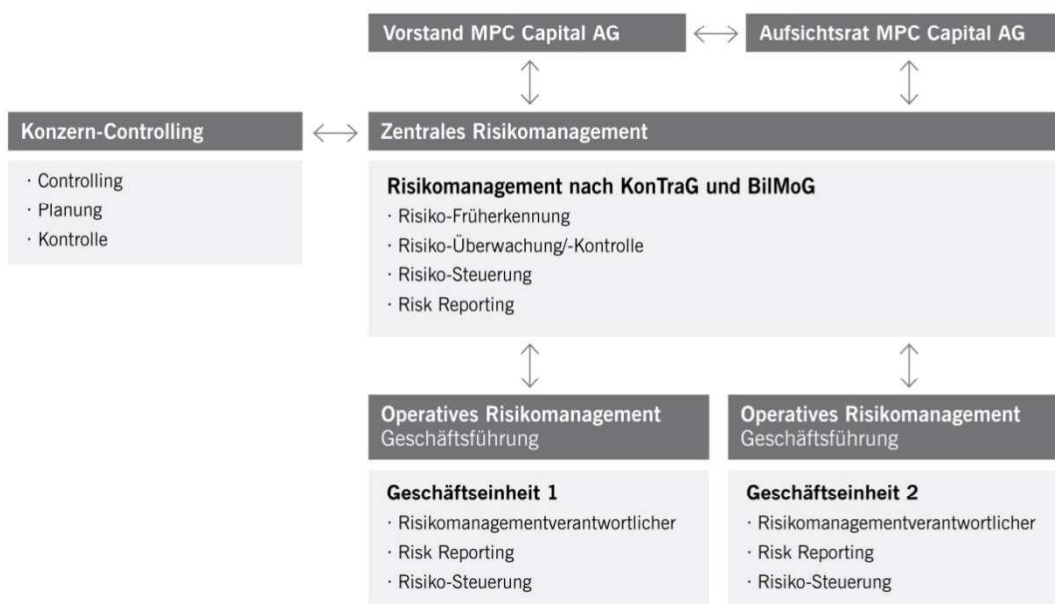 Vorstand MPC Capital AG
Aufsichtsrat MPC Capital AG
Konzern-Controlling
· Controlling
· Planung
· Kontrolle
Zentrales Risikomanagement
Risikomanagement nach KonTraG und BilMoG
· Risiko-Früherkennung
· Risiko-Überwachung/-Kontrolle
· Risiko-Steuerung
· Risk Reporting
Operatives Risikomanagement
Geschäftsführung
Geschäftseinheit 1
· Risikomanagementverantwortlicher
· Risk Reporting
· Risiko-Steuerung
Operatives Risikomanagement
Geschäftsführung
Geschäftseinheit 2
· Risikomanagementverantwortlicher
· Risk Reporting
· Risiko-Steuerung